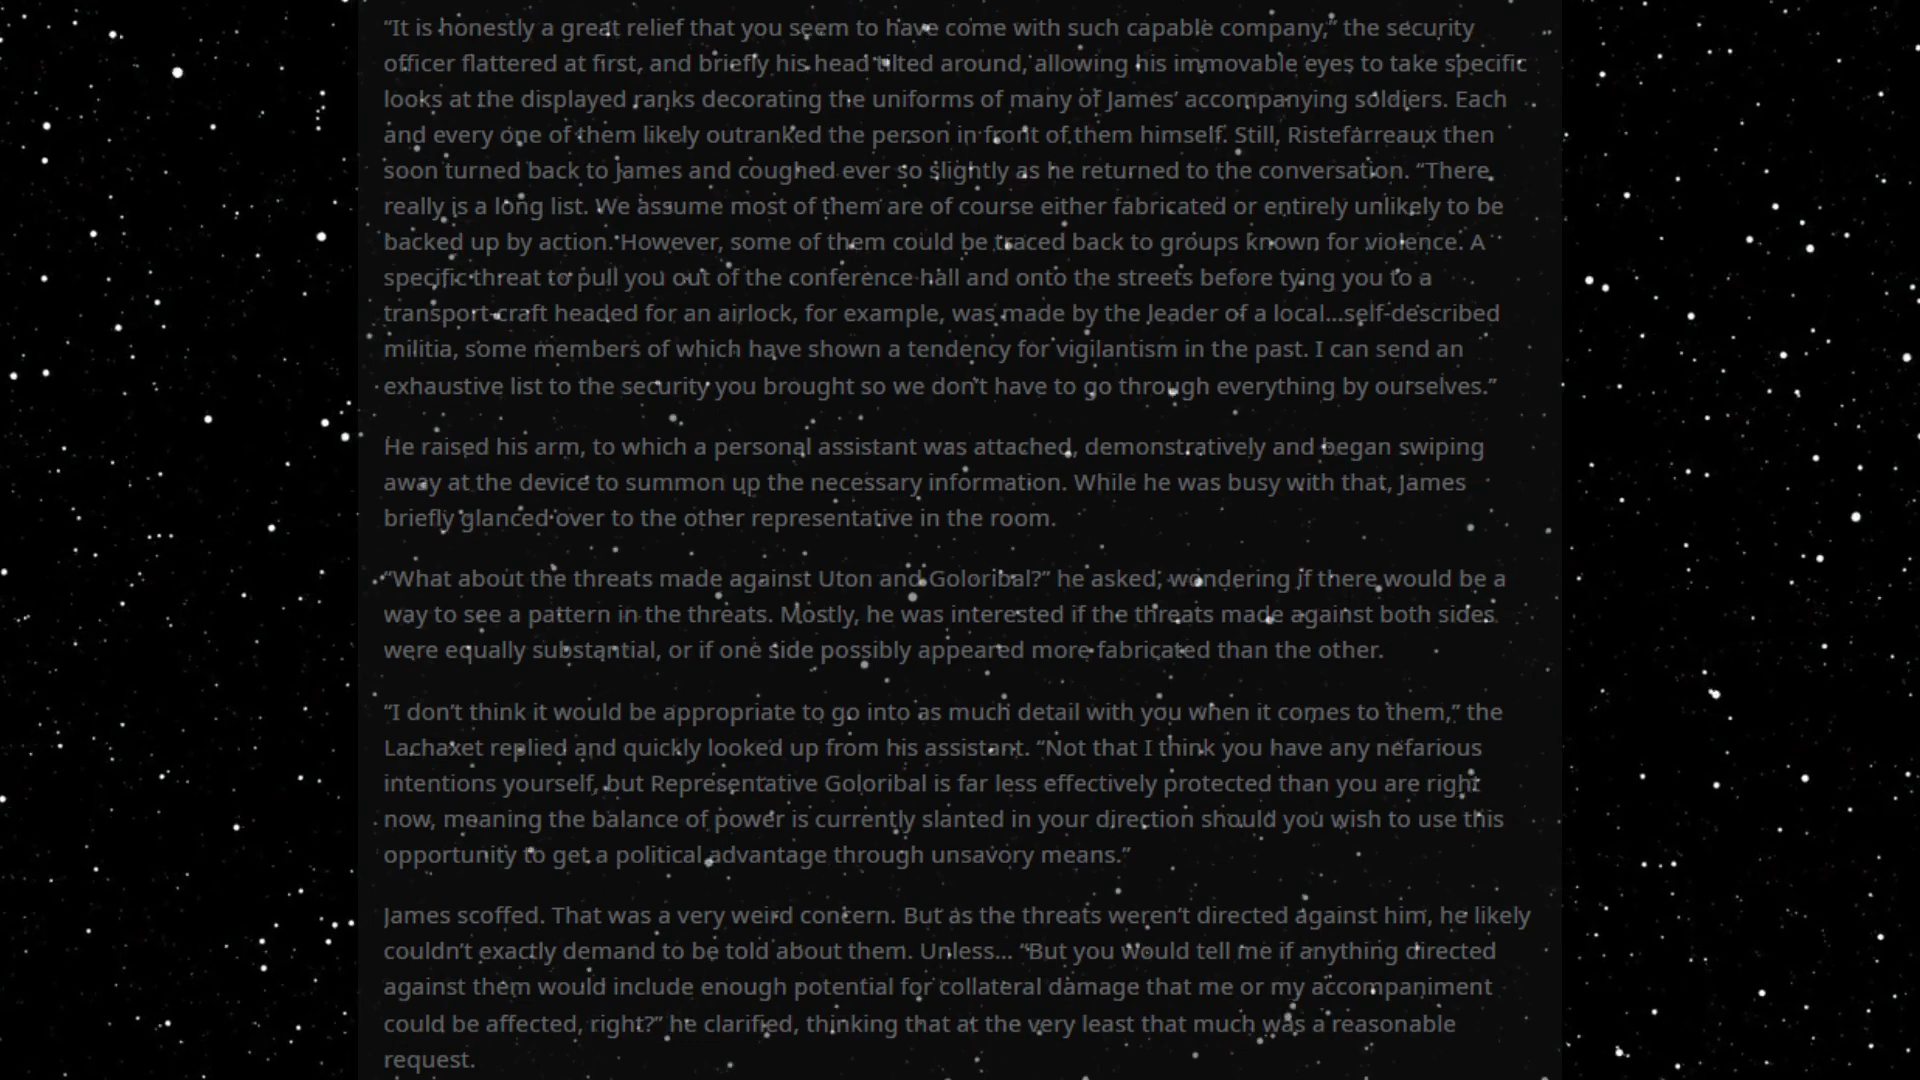 “It is honestly a great relief that you seem to have come with such capable company,” the security
officer flattered at first, and briefly his head tilted around, allowing his immovable eyes to take specific
looks at the displayed ranks decorating the uniforms of many of James’ accompanying soldiers. Each
and every one of them likely outranked the person in front of them himself. Still, Ristefarreaux then
soon turned back to James and coughed ever so slightly as he returned to the conversation. “There
really is a long list. We assume most of them are of course either fabricated or entirely unlikely to be
backed up by action. However, some of them could be traced back to groups known for violence. A
specific threat to pull you out of the conference hall and onto the streets before tying you to a
transport-craft headed for an airlock, for example, was made by the leader of a local…self-described
militia, some members of which have shown a tendency for vigilantism in the past. I can send an
exhaustive list to the security you brought so we don’t have to go through everything by ourselves.”
He raised his arm, to which a personal assistant was attached, demonstratively and began swiping
away at the device to summon up the necessary information. While he was busy with that, James
briefly glanced over to the other representative in the room.
“What about the threats made against Uton and Goloribal?” he asked, wondering if there would be a
way to see a pattern in the threats. Mostly, he was interested if the threats made against both sides
were equally substantial, or if one side possibly appeared more fabricated than the other.
“I don’t think it would be appropriate to go into as much detail with you when it comes to them,” the
Lachaxet replied and quickly looked up from his assistant. “Not that I think you have any nefarious
intentions yourself, but Representative Goloribal is far less effectively protected than you are right
now, meaning the balance of power is currently slanted in your direction should you wish to use this
opportunity to get a political advantage through unsavory means.”
James scoffed. That was a very weird concern. But as the threats weren’t directed against him, he likely
couldn’t exactly demand to be told about them. Unless… “But you would tell me if anything directed
against them would include enough potential for collateral damage that me or my accompaniment
could be affected, right?” he clarified, thinking that at the very least that much was a reasonable
request.